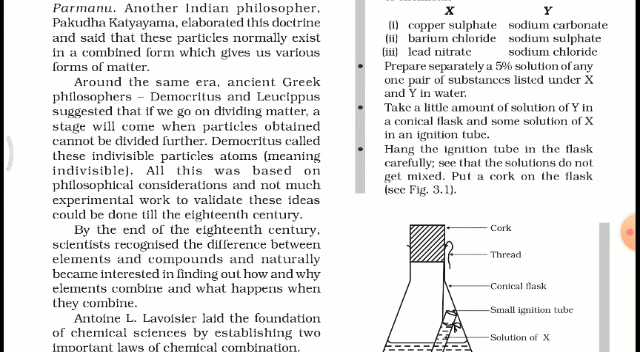 Parmanu. Another Indian philosopher,
Pakudha Katyayama, elaborated this doctrine
and said that these particles normally exist
in a combined form which gives us various
forms of matter.
Around the same era, ancient Greek
philosophers – Democritus and Leucippus
suggested that if we go on dividing matter, a
stage will come when particles obtained
cannot be divided further. Democritus called
these indivisible particles atoms (meaning
indivisible). All this was based on
philosophical considerations and not much
experimental work to validate these ideas
could be done till the eighteenth century.
By the end of the eighteenth century,
scientists recognised the difference between
elements and compounds and naturally
became interested in finding out how and why
elements combine and what happens when
they combine.
Antoine L. Lavoisier laid the foundation
of chemical sciences by establishing two
important laws of chemical combination.
X Y
(i) copper sulphate sodium carbonate
(ii) barium chloride sodium sulphate
(iii) lead nitrate sodium chloride
• Prepare separately a 5% solution of any
one pair of substances listed under X
and Y in water.
• Take a little amount of solution of Y in
a conical flask and some solution of X
in an ignition tube.
• Hang the ignition tube in the flask
carefully; see that the solutions do not
get mixed. Put a cork on the flask
(see Fig. 3.1).
Cork
Thread
Conical flask
Small ignition tube
Solution of X